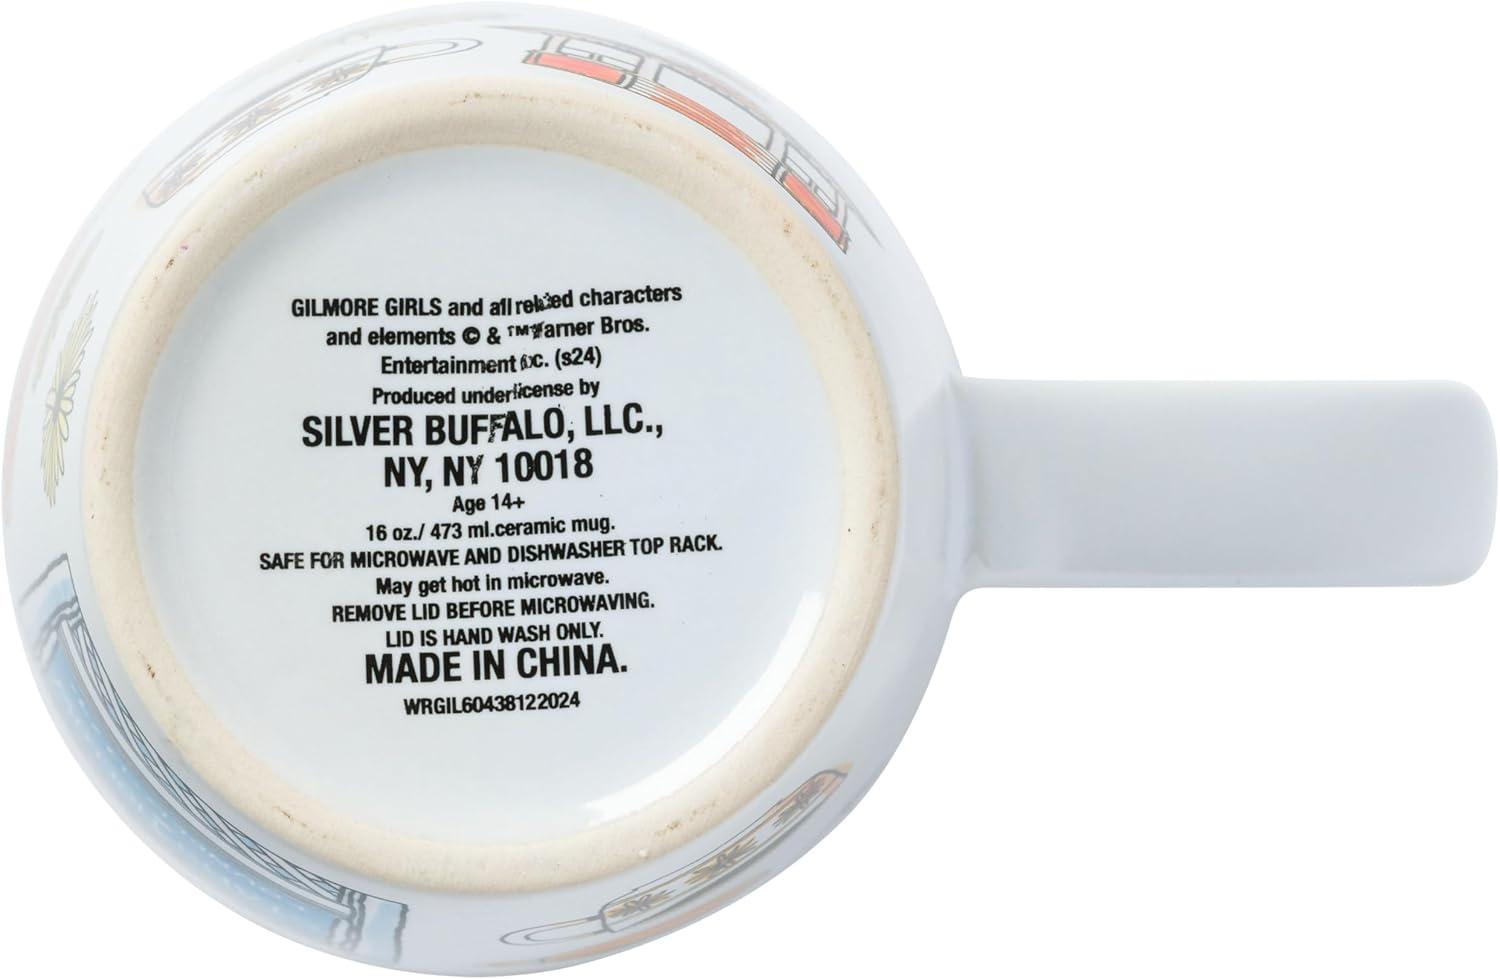 GILMORE GIRLS and all related characters
and elements © & ™ Warner Bros.
Entertainment Inc. (s24)
Produced under license by
SILVER BUFFALO, LLC.,
NY, NY 10018
Age 14+
16 oz./ 473 ml.ceramic mug.
SAFE FOR MICROWAVE AND DISHWASHER TOP RACK.
May get hot in microwave.
REMOVE LID BEFORE MICROWAVING.
LID IS HAND WASH ONLY.
MADE IN CHINA.
WRGIL60438122024